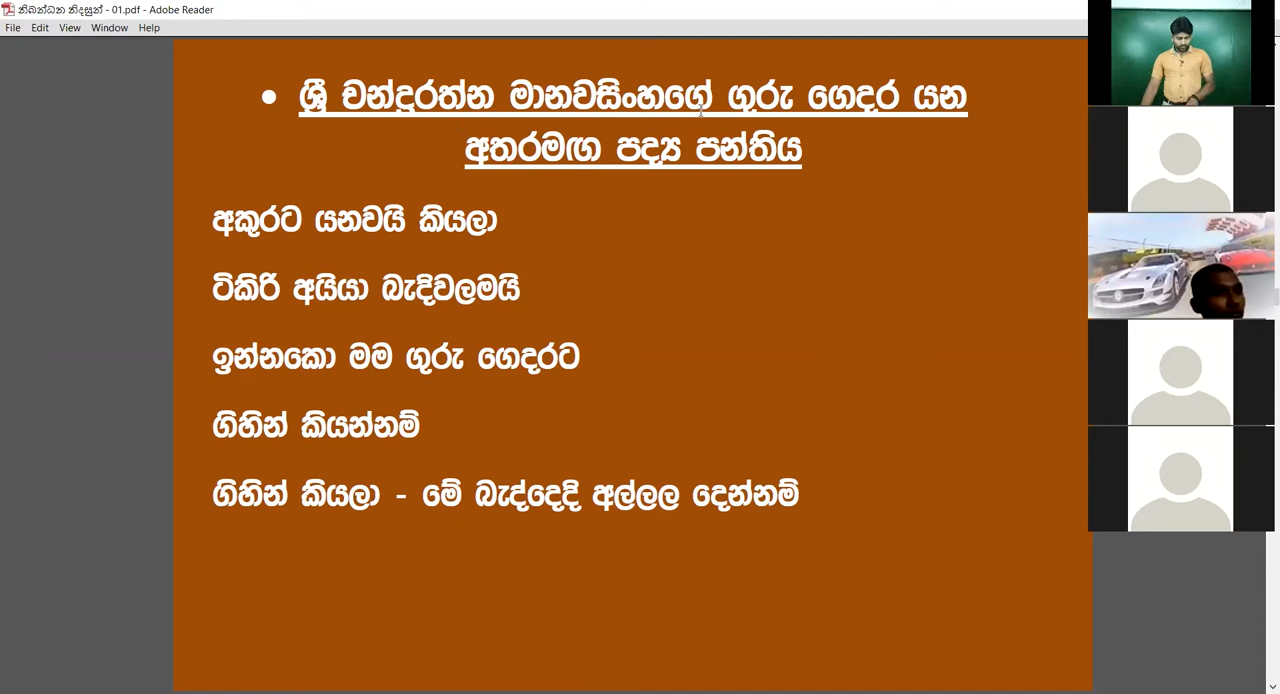 නිබන්ධන නිදසුන් - 01.pdf - Adobe Reader
File Edit View Window Help
• ශ්‍රී චන්ද්‍රරත්න මානවසිංහගේ ගුරු ගෙදර යන
අතරමඟ පද්‍ය පන්තිය
අකුරට යනවයි කියලා
ටිකිරි අයියා බැදිවලමයි
ඉන්නකො මම ගුරු ගෙදරට
ගිහින් කියන්නම්
ගිහින් කියලා - මේ බැද්දෙදි අල්ලල දෙන්නම්